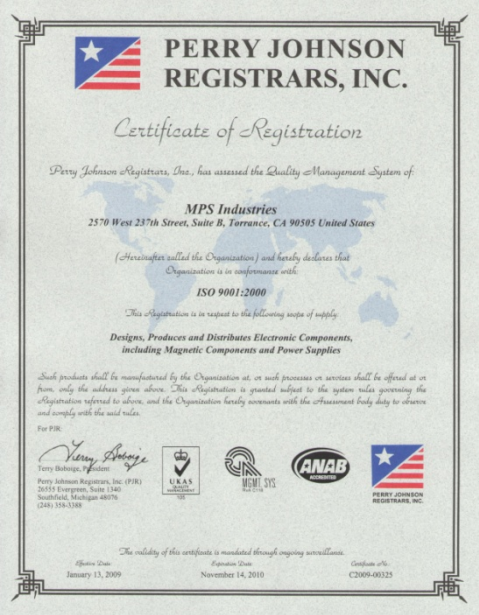 PERRY JOHNSON
REGISTRARS, INC.
Certificate of Registration
Perry Johnson Registrars, Inc., has assessed the Quality Management System of:
MPS Industries
2570 West 237th Street, Suite B, Torrance, CA 90505 United States
(Hereinafter called the Organization) and hereby declares that
Organization is in conformance with:
ISO 9001:2000
This Registration is in respect to the following scope of supply:
Designs, Produces and Distributes Electronic Components,
including Magnetic Components and Power Supplies
Such products shall be manufactured by the Organization at, or such processes or services shall be offered at or
from, only the address given above. This Registration is granted subject to the system rules governing the
Registration referred to above, and the Organization hereby covenants with the Assessment body duty to observe
and comply with the said rules.
For PJR
Terry Boboige
Terry Boboige, President
Perry Johnson Registrars, Inc. (PJR)
26555 Evergreen, Suite 1340
Southfield, Michigan 48076
(248) 358-3388
UKAS
QUALITY
MANAGEMENT
MGMT. SYS.
ANAB
ACCREDITED
PERRY JOHNSON
REGISTRARS, INC.
The validity of this certificate is mandated through ongoing surveillance.
Effective Date:
January 13, 2009
Expiration Date:
November 14, 2010
Certificate No.:
C2009-00325